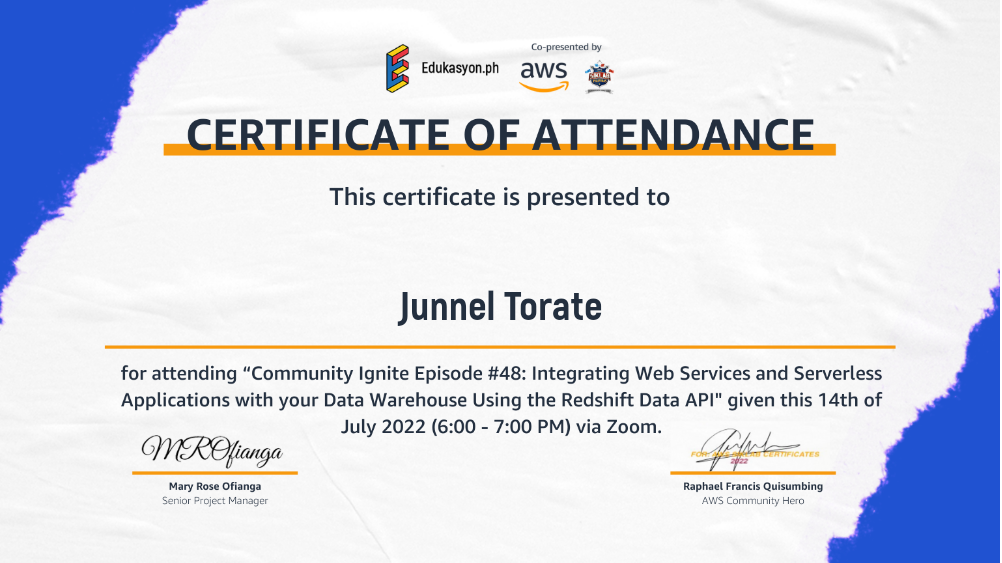 Edukasyon.ph
Co-presented by
aws
CERTIFICATE OF ATTENDANCE
This certificate is presented to
Junnel Torate
for attending “Community Ignite Episode #48: Integrating Web Services and Serverless
Applications with your Data Warehouse Using the Redshift Data API" given this 14th of
July 2022 (6:00 - 7:00 PM) via Zoom.
MROfianga
Mary Rose Ofianga
Senior Project Manager
FOR CERTIFICATES
2022
Raphael Francis Quisumbing
AWS Community Hero